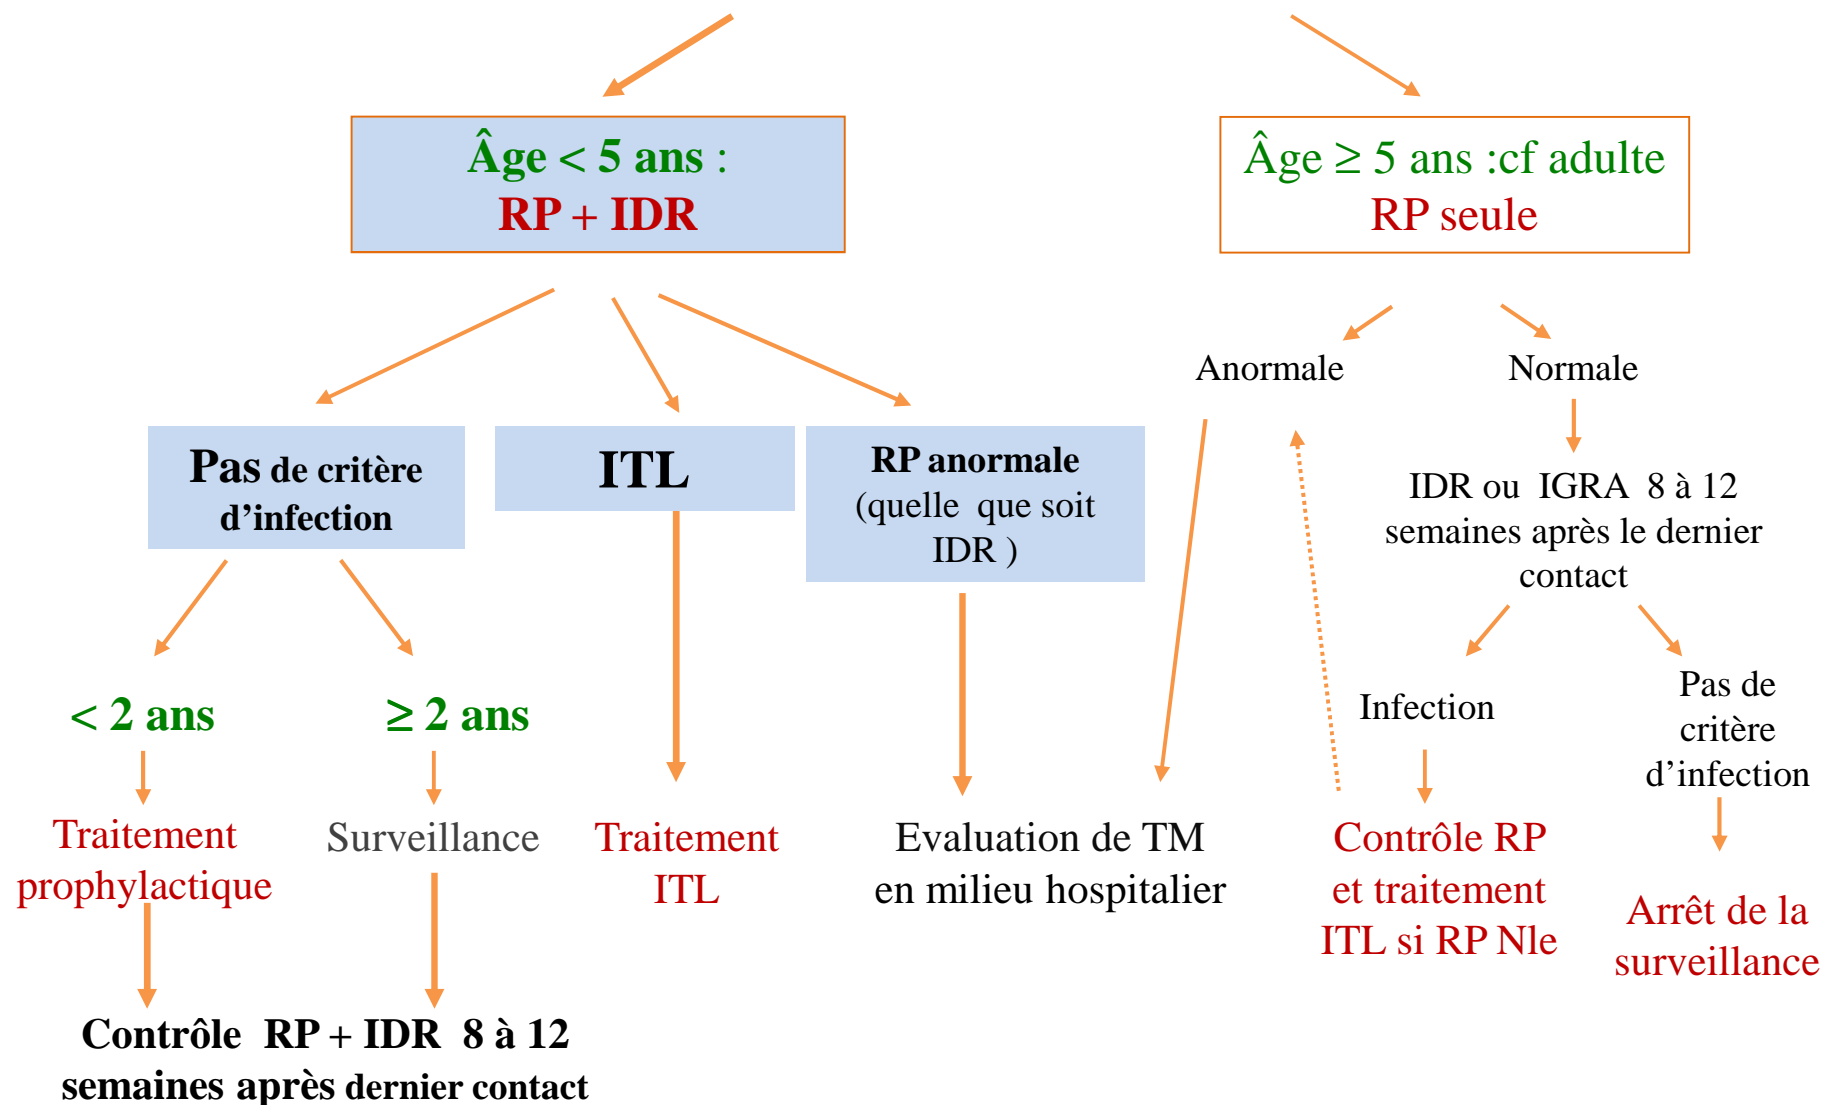 Âge < 5 ans :
RP + IDR
Âge ≥ 5 ans :cf adulte
RP seule
Anormale
Normale
Pas de critère
d’infection
ITL
RP anormale
(quelle que soit
IDR )
IDR ou IGRA 8 à 12
semaines après le dernier
contact
< 2 ans
≥ 2 ans
Infection
Pas de
critère
d’infection
Traitement
prophylactique
Surveillance
Traitement
ITL
Evaluation de TM
en milieu hospitalier
Contrôle RP
et traitement
ITL si RP Nle
Arrêt de la
surveillance
Contrôle RP + IDR 8 à 12
semaines après dernier contact